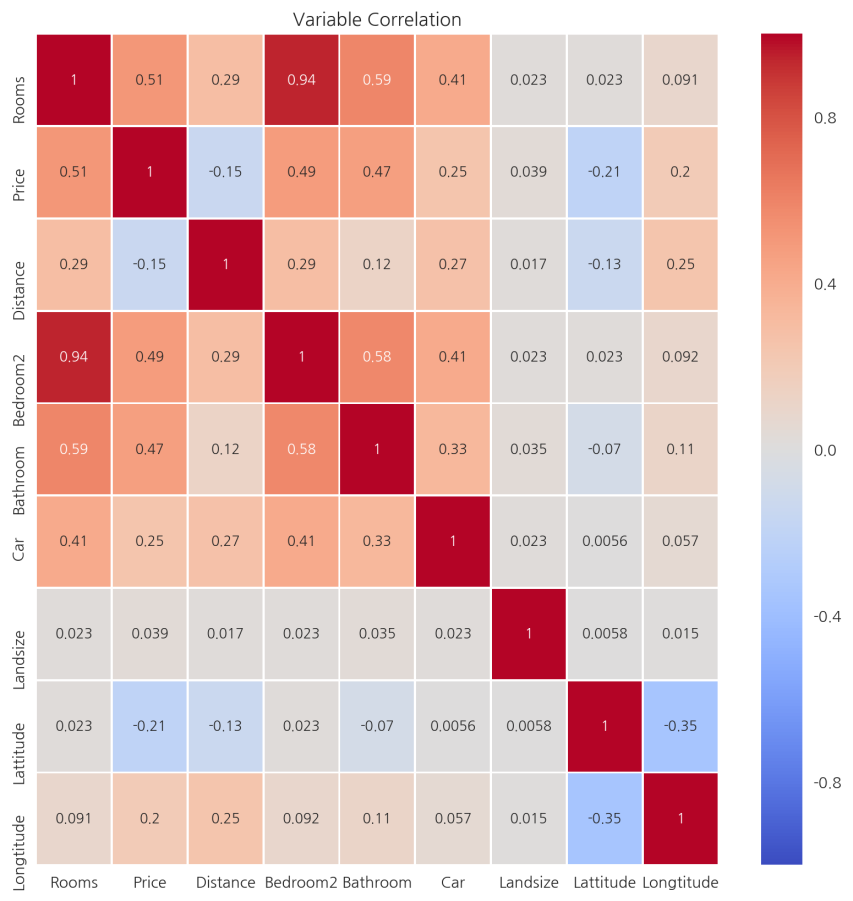 Variable Correlation
Rooms 1 0.51 0.29 0.94 0.59 0.41 0.023 0.023 0.091
Price 0.51 1 -0.15 0.49 0.47 0.25 0.039 -0.21 0.2
Distance 0.29 -0.15 1 0.29 0.12 0.27 0.017 -0.13 0.25
Bedroom2 0.94 0.49 0.29 1 0.58 0.41 0.023 0.023 0.092
Bathroom 0.59 0.47 0.12 0.58 1 0.33 0.035 -0.07 0.11
Car 0.41 0.25 0.27 0.41 0.33 1 0.023 0.0056 0.057
Landsize 0.023 0.039 0.017 0.023 0.035 0.023 1 0.0058 0.015
Lattitude 0.023 -0.21 -0.13 0.023 -0.07 0.0056 0.0058 1 -0.35
Longtitude 0.091 0.2 0.25 0.092 0.11 0.057 0.015 -0.35 1
Rooms Price Distance Bedroom2 Bathroom Car Landsize Lattitude Longtitude
0.8
0.4
0.0
-0.4
-0.8